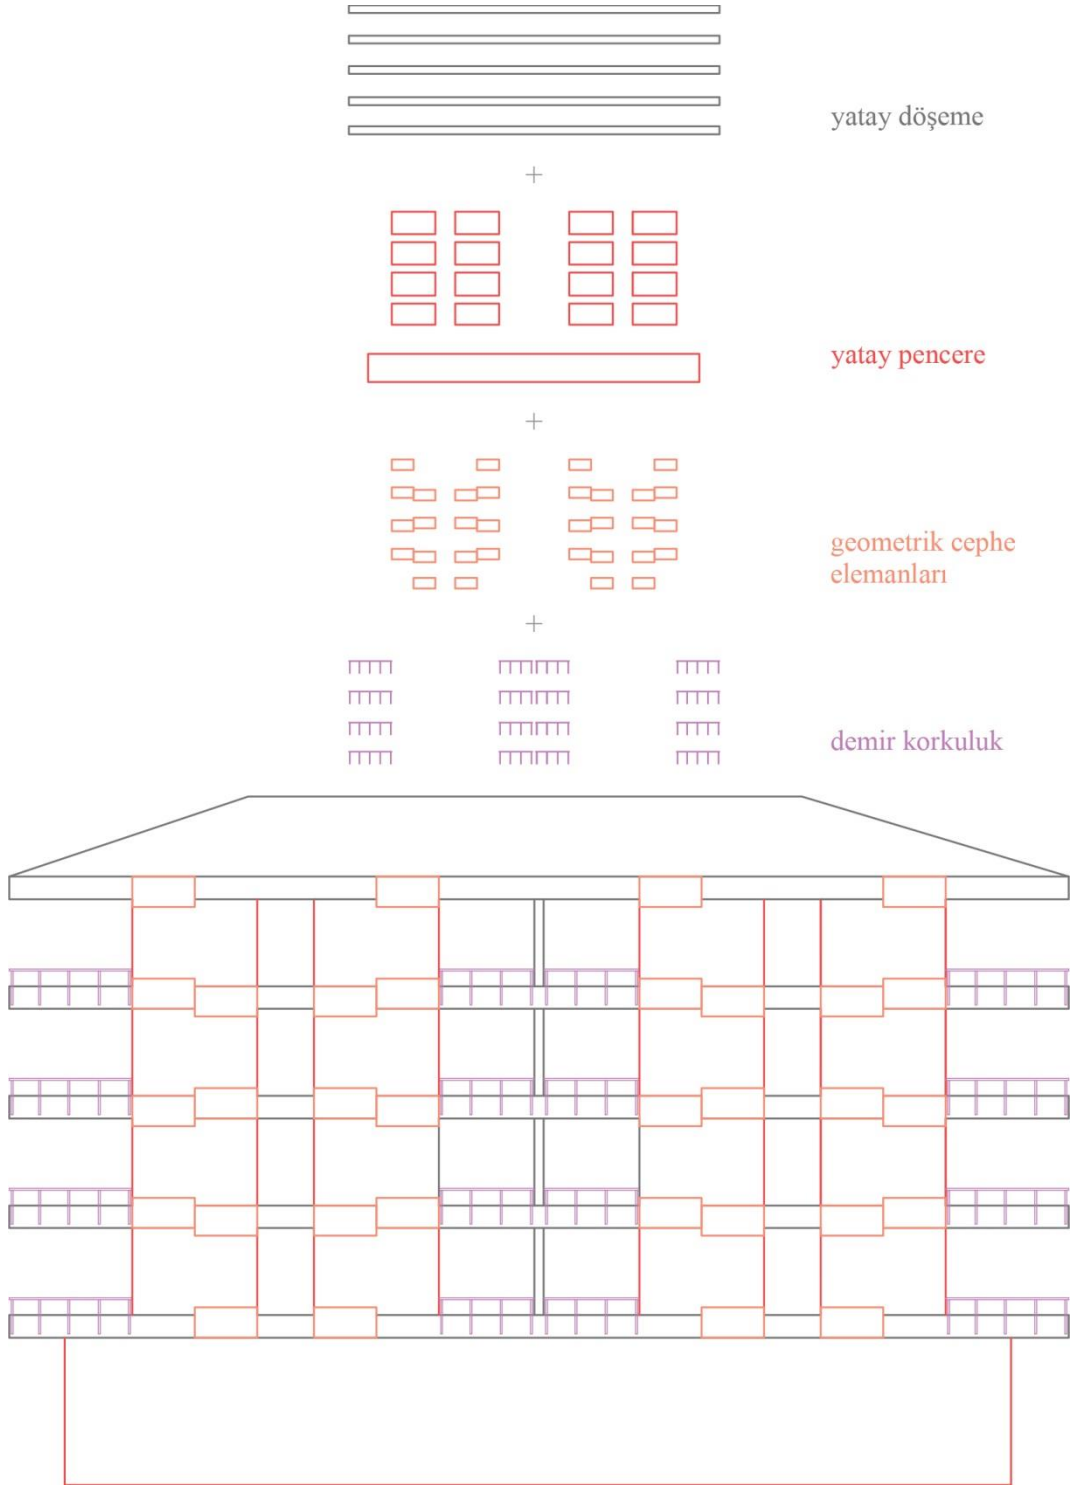 yatay döşeme
yatay pencere
geometrik cephe
elemanları
demir korkuluk